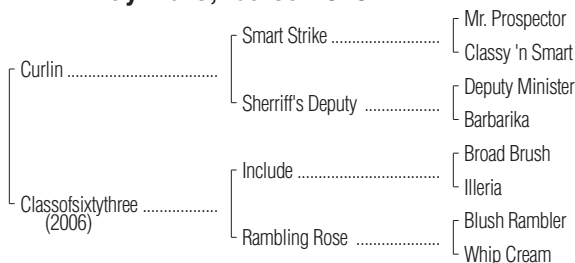 Mr. Prospector
Smart Strike ....................
Classy 'n Smart
Curlin ..................................
Deputy Minister
Sherriff's Deputy .................
Barbarika
Broad Brush
Include ................................
Illeria
Classofsixtythree .................
(2006)
Blush Rambler
Rambling Rose ...................
Whip Cream